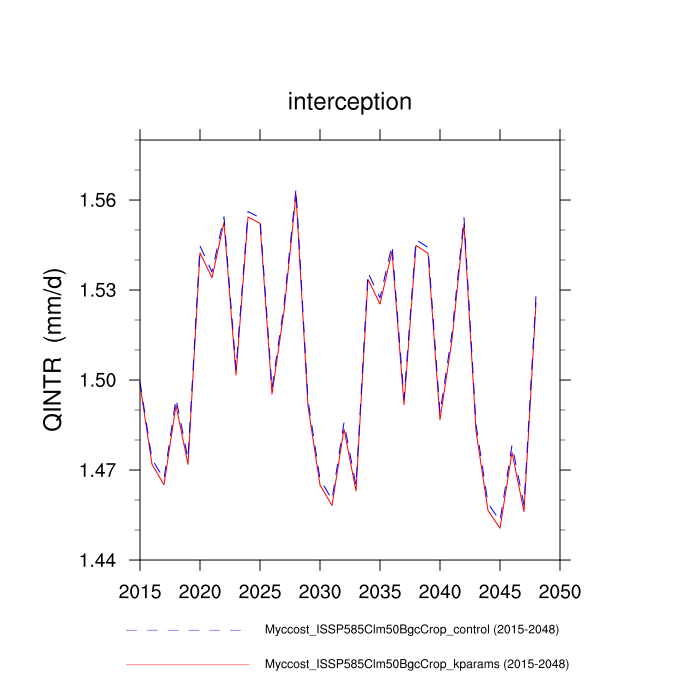 interception
QINTR (mm/d)
1.56
1.53
1.50
1.47
1.44
2015 2020 2025 2030 2035 2040 2045 2050
Myccost_ISSP585Clm50BgcCrop_control (2015-2048)
Myccost_ISSP585Clm50BgcCrop_kparams (2015-2048)